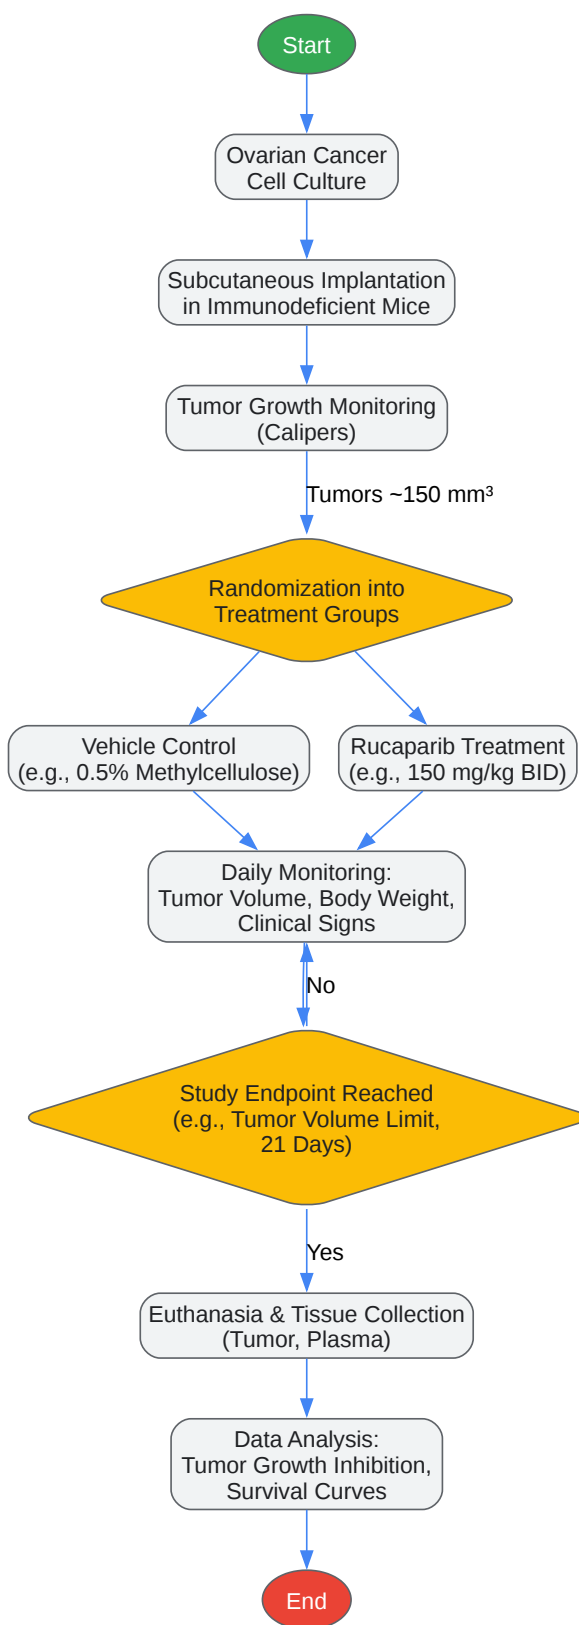 Start
Ovarian Cancer
Cell Culture
Subcutaneous Implantation
in Immunodeficient Mice
Tumor Growth Monitoring
(Calipers)
Tumors ~150 mm³
Randomization into
Treatment Groups
Vehicle Control
(e.g., 0.5% Methylcellulose)
Rucaparib Treatment
(e.g., 150 mg/kg BID)
Daily Monitoring:
Tumor Volume, Body Weight,
Clinical Signs
No
Study Endpoint Reached
(e.g., Tumor Volume Limit,
21 Days)
Yes
Euthanasia & Tissue Collection
(Tumor, Plasma)
Data Analysis:
Tumor Growth Inhibition,
Survival Curves
End